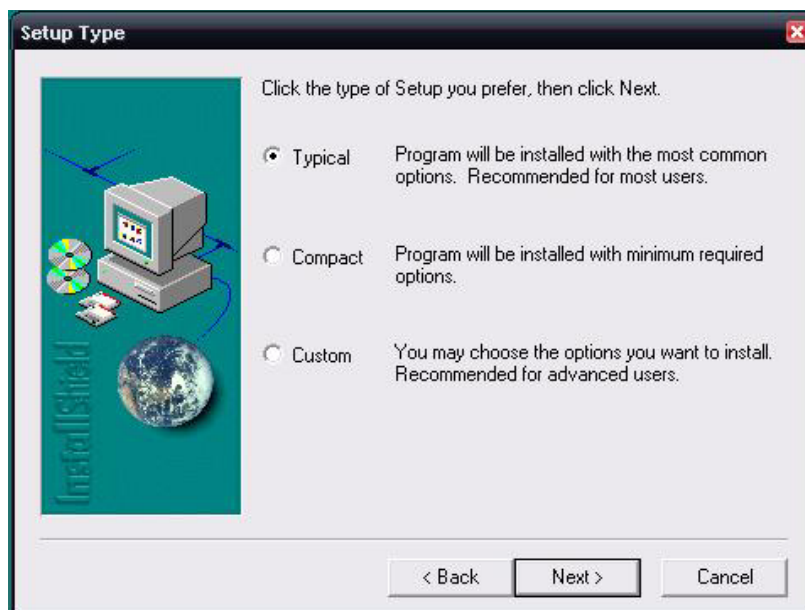 Setup Type
Click the type of Setup you prefer, then click Next.
Typical
Program will be installed with the most common
options. Recommended for most users.
Compact
Program will be installed with minimum required
options.
Custom
You may choose the options you want to install.
Recommended for advanced users.
InstallShield
< Back
Next >
Cancel